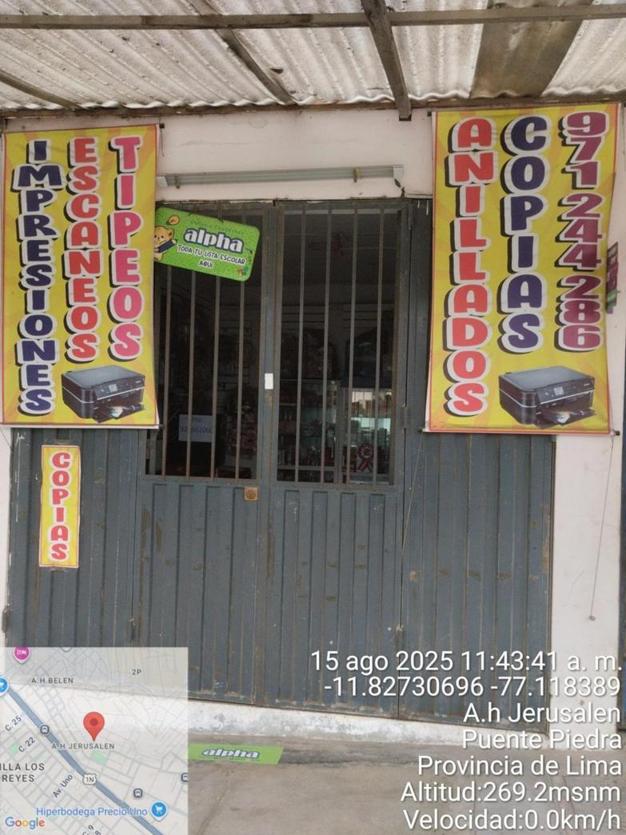 IMPRESIONES
ESCANEOS
TIPEOS
alpha
TODA TU LISTA ESCOLAR
AQUÍ
ANILLADOS
COPIAS
971 244 286
COPIAS
alpha
15 ago 2025 11:43:41 a. m.
-11.82730696 -77.118389
A.h Jerusalen
Puente Piedra
Provincia de Lima
Altitud:269.2msnm
Velocidad:0.0km/h
A.H BELEN
2P
C. 25
C. 22
A.H JERUSALEN
ILLA LOS
REYES
Av. Uno
1N
Hiperbodega Precio Uno
C. 9
Google